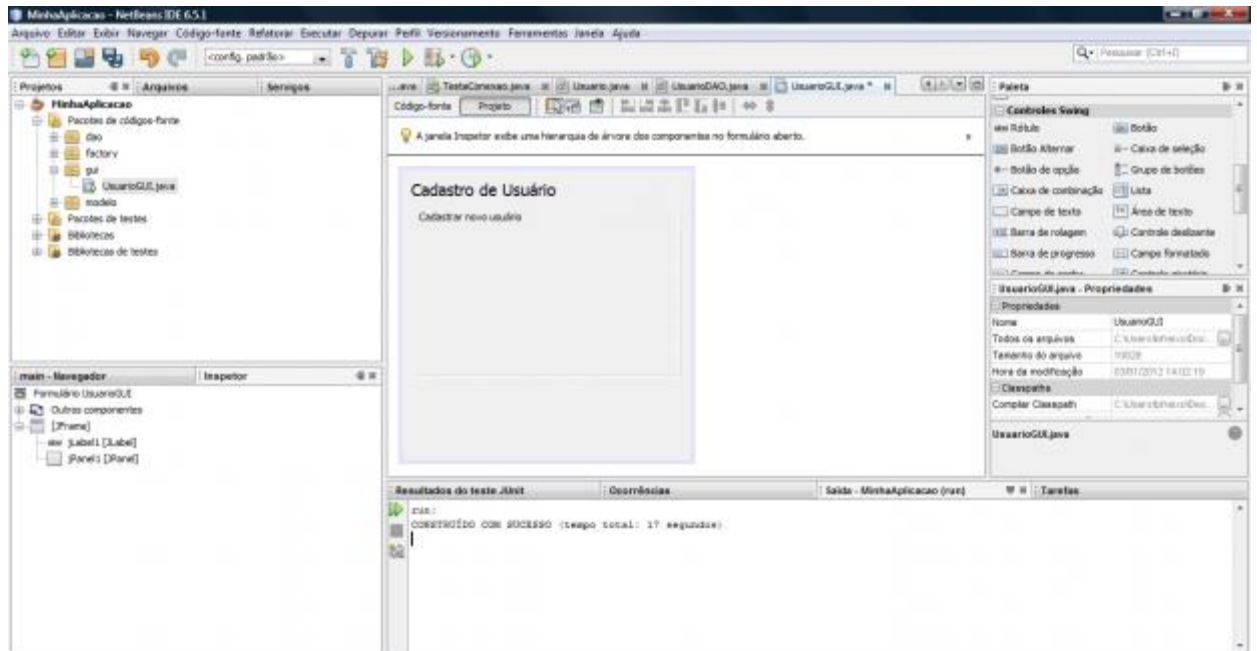 MinhaAplicacao - NetBeans IDE 6.5.1
Arquivo Editar Exibir Navegar Código-fonte Refatorar Executar Depurar Perfil Versionamento Ferramentas Janela Ajuda
<config. padrão>
Pesquisar (Ctrl+I)
Projetos Arquivos Serviços
MinhaAplicacao
Pacotes de códigos-fonte
dao
factory
gui
UsuarioGUI.java
modelo
Pacotes de testes
Bibliotecas
Bibliotecas de testes
main - Navegador Inspetor
Formulário UsuarioGUI
Outros componentes
[JFrame]
jLabel1 [JLabel]
jPanel1 [JPanel]
TestaConexao.java Usuario.java UsuarioDAO.java UsuarioGUI.java *
Código-fonte Projeto
A janela Inspetor exibe uma hierarquia de árvore dos componentes no formulário aberto.
Cadastro de Usuário
Cadastrar novo usuário
Paleta
Controles Swing
Rótulo Botão
Botão Alternar Caixa de seleção
Botão de opção Grupo de botões
Caixa de combinação Lista
Campo de texto Área de texto
Barra de rolagem Controle deslizante
Barra de progresso Campo formatado
UsuarioGUI.java - Propriedades
Propriedades
Nome UsuarioGUI
Todos os arquivos
Tamanho do arquivo
Hora da modificação
Classpaths
Compilar Classpath
UsuarioGUI.java
Resultados do teste JUnit Ocorrências Saída - MinhaAplicacao (run) Tarefas
run:
CONSTRUÍDO COM SUCESSO (tempo total: 17 segundos)